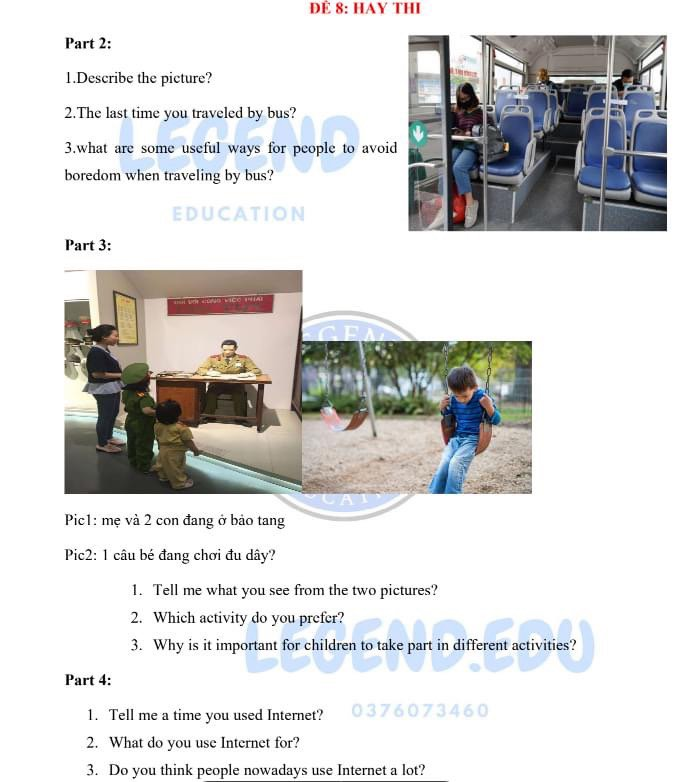 ĐỀ 8: HAY THI
Part 2:
1.Describe the picture?
2.The last time you traveled by bus?
3.what are some useful ways for people to avoid
boredom when traveling by bus?
LEGEND
EDUCATION
Part 3:
Pic1: mẹ và 2 con đang ở bảo tang
Pic2: 1 câu bé đang chơi đu dây?
1. Tell me what you see from the two pictures?
2. Which activity do you prefer?
3. Why is it important for children to take part in different activities?
LEGEND.EDU
Part 4:
0376073460
1. Tell me a time you used Internet?
2. What do you use Internet for?
3. Do you think people nowadays use Internet a lot?